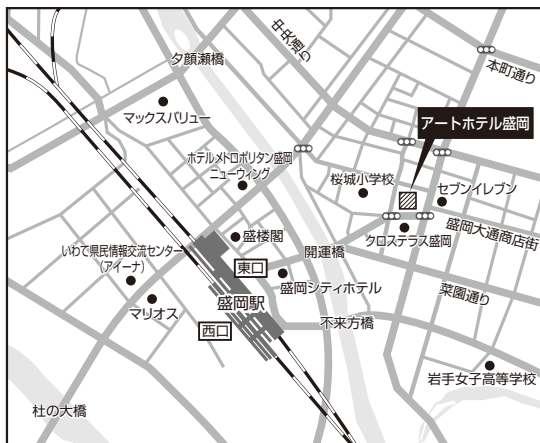 夕顔瀬橋
中央通り
本町通り
マックスバリュー
アートホテル盛岡
ホテルメトロポリタン盛岡
ニューウィング
桜城小学校
セブンイレブン
盛楼閣
開運橋
クロステラス盛岡
盛岡大通商店街
いわて県民情報交流センター
(アイーナ)
東口
盛岡シティホテル
菜園通り
マリオス
盛岡駅
西口
不来方橋
岩手女子高等学校
杜の大橋